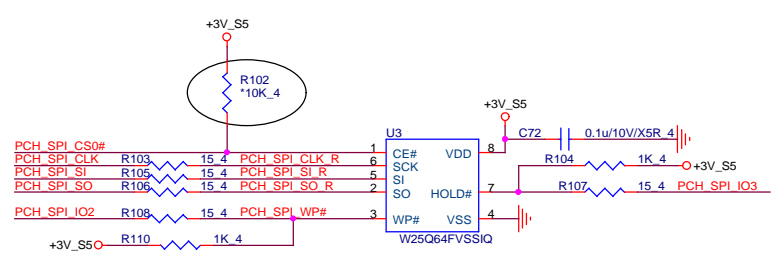 +3V_S5
R102
*10K_4
+3V_S5
U3
C72 0.1u/10V/X5R_4
PCH_SPI_CS0# 1 CE# VDD 8
PCH_SPI_CLK R103 15_4 PCH_SPI_CLK_R 6 SCK R104 1K_4 +3V_S5
PCH_SPI_SI R105 15_4 PCH_SPI_SI_R 5 SI
PCH_SPI_SO R106 15_4 PCH_SPI_SO_R 2 SO HOLD# 7 R107 15_4 PCH_SPI_IO3
PCH_SPI_IO2 R108 15_4 PCH_SPI_WP# 3 WP# VSS 4
+3V_S5 R110 1K_4 W25Q64FVSSIQ